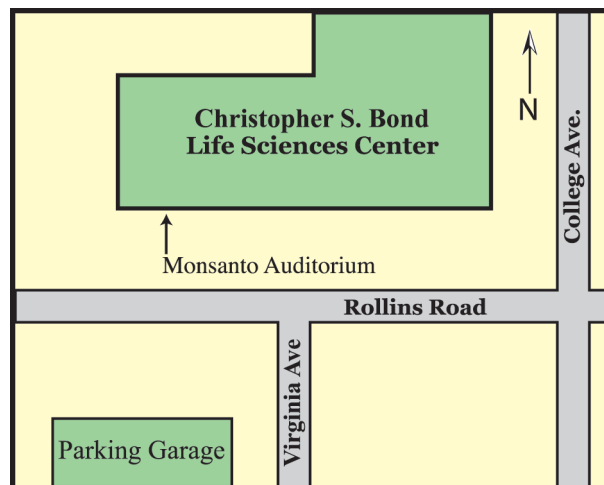 Christopher S. Bond
Life Sciences Center
N
College Ave.
Monsanto Auditorium
Rollins Road
Virginia Ave
Parking Garage